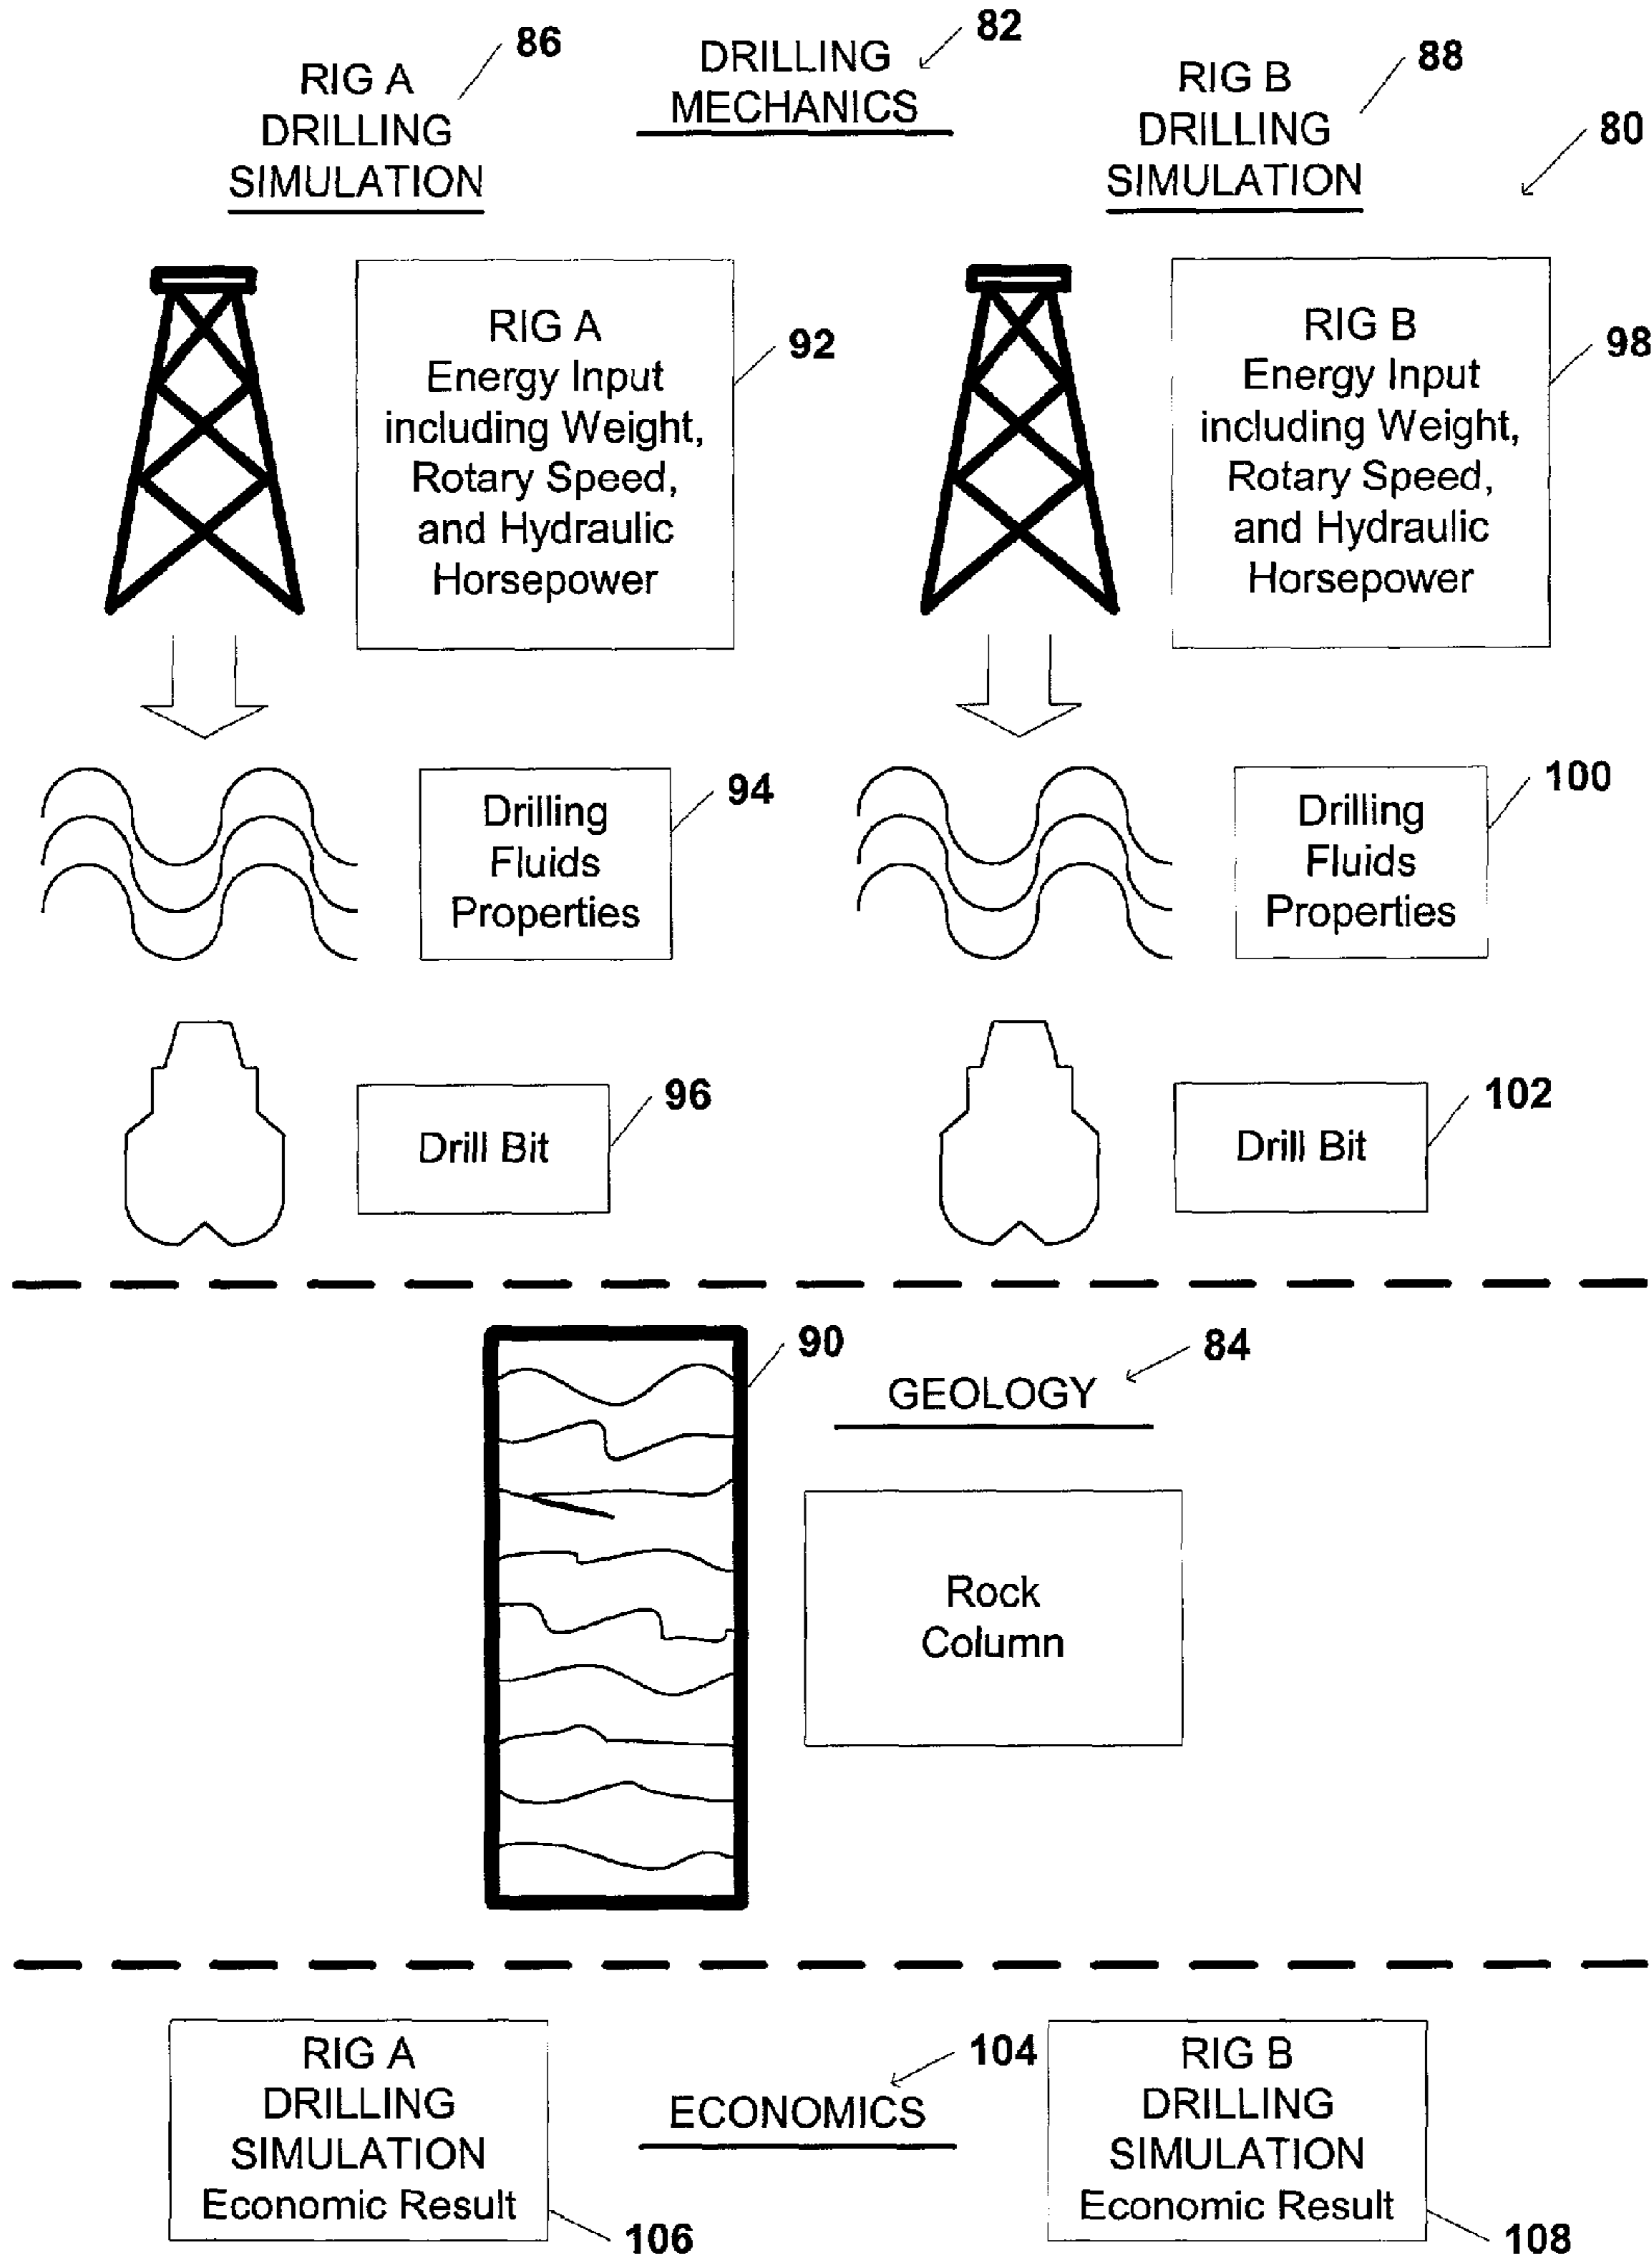 86
RIG A
DRILLING
SIMULATION
82
DRILLING
MECHANICS
88
RIG B
DRILLING
SIMULATION
80
RIG A
Energy Input
including Weight,
Rotary Speed,
and Hydraulic
Horsepower
92
RIG B
Energy Input
including Weight,
Rotary Speed,
and Hydraulic
Horsepower
98
Drilling
Fluids
Properties
94
Drilling
Fluids
Properties
100
Drill Bit
96
Drill Bit
102
90
84
GEOLOGY
Rock
Column
RIG A
DRILLING
SIMULATION
Economic Result
106
104
ECONOMICS
RIG B
DRILLING
SIMULATION
Economic Result
108